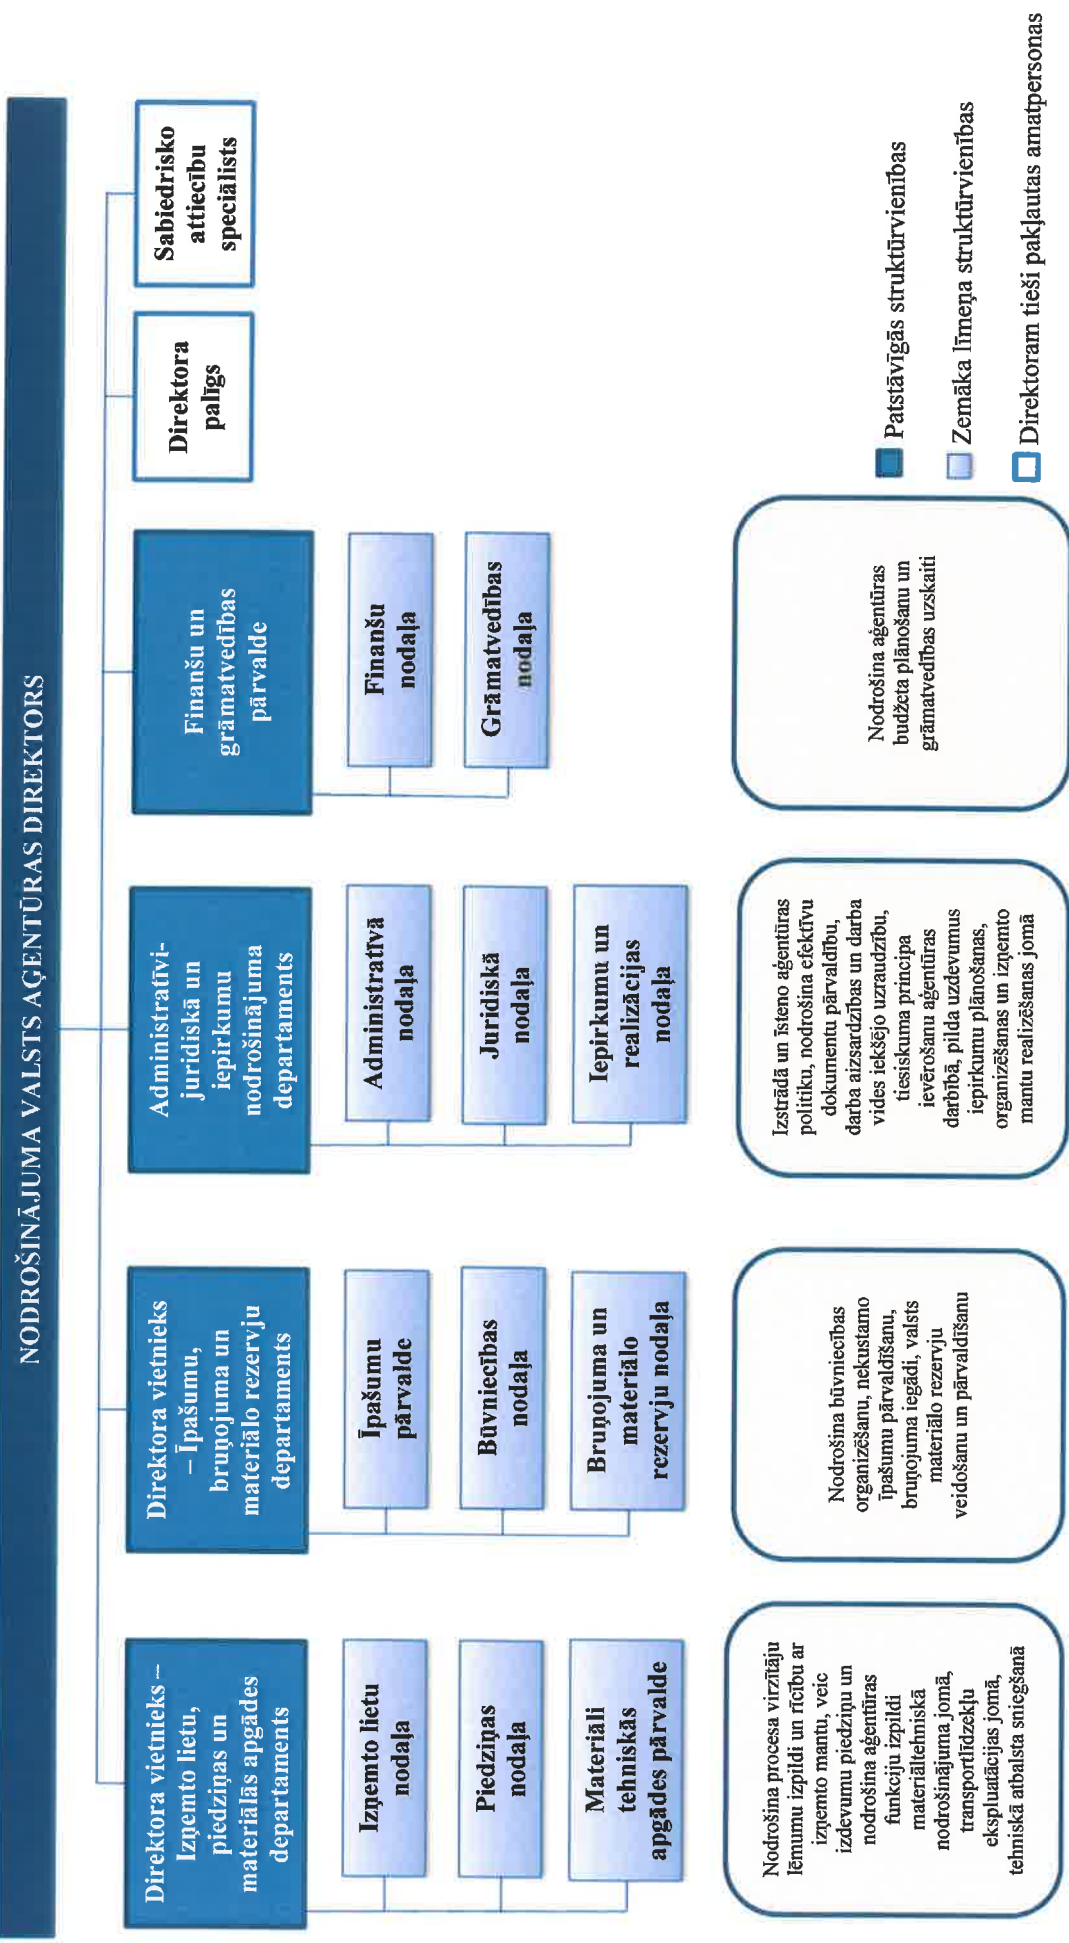 NODROŠINĀJUMA VALSTS AĢENTŪRAS DIREKTORS
Direktora vietnieks –
Izņemto lietu,
piedziņas un
materiālās apgādes
departaments
Izņemto lietu
nodaļa
Piedziņas
nodaļa
Materiāli
tehniskās
apgādes pārvalde
Nodrošina procesa virzītāju
lēmumu izpildi un rīcību ar
izņemto mantu, veic
izdevumu piedziņu un
nodrošina aģentūras
funkciju izpildi
materiāltehniskā
nodrošinājuma jomā,
transportlīdzekļu
ekspluatācijas jomā,
tehniskā atbalsta sniegšanā
Direktora vietnieks
– Īpašumu,
bruņojuma un
materiālo rezervju
departaments
Īpašumu
pārvalde
Būvniecības
nodaļa
Bruņojuma un
materiālo
rezervju nodaļa
Nodrošina būvniecības
organizēšanu, nekustamo
īpašumu pārvaldīšanu,
bruņojuma iegādi, valsts
materiālo rezervju
veidošanu un pārvaldīšanu
Administratīvi-
juridiskā un
iepirkumu
nodrošinājuma
departaments
Administratīvā
nodaļa
Juridiskā
nodaļa
Iepirkumu un
realizācijas
nodaļa
Izstrādā un īsteno aģentūras
politiku, nodrošina efektīvu
dokumentu pārvaldību,
darba aizsardzības un darba
vides iekšējo uzraudzību,
tiesiskuma principa
ievērošanu aģentūras
darbībā, pilda uzdevumus
iepirkumu plānošanas,
organizēšanas un izņemto
mantu realizēšanas jomā
Finanšu un
grāmatvedības
pārvalde
Finanšu
nodaļa
Grāmatvedības
nodaļa
Nodrošina aģentūras
budžeta plānošanu un
grāmatvedības uzskaiti
Direktora
palīgs
Sabiedrisko
attiecību
speciālists
Patstāvīgās struktūrvienības
Zemāka līmeņa struktūrvienības
Direktoram tieši pakļautas amatpersonas